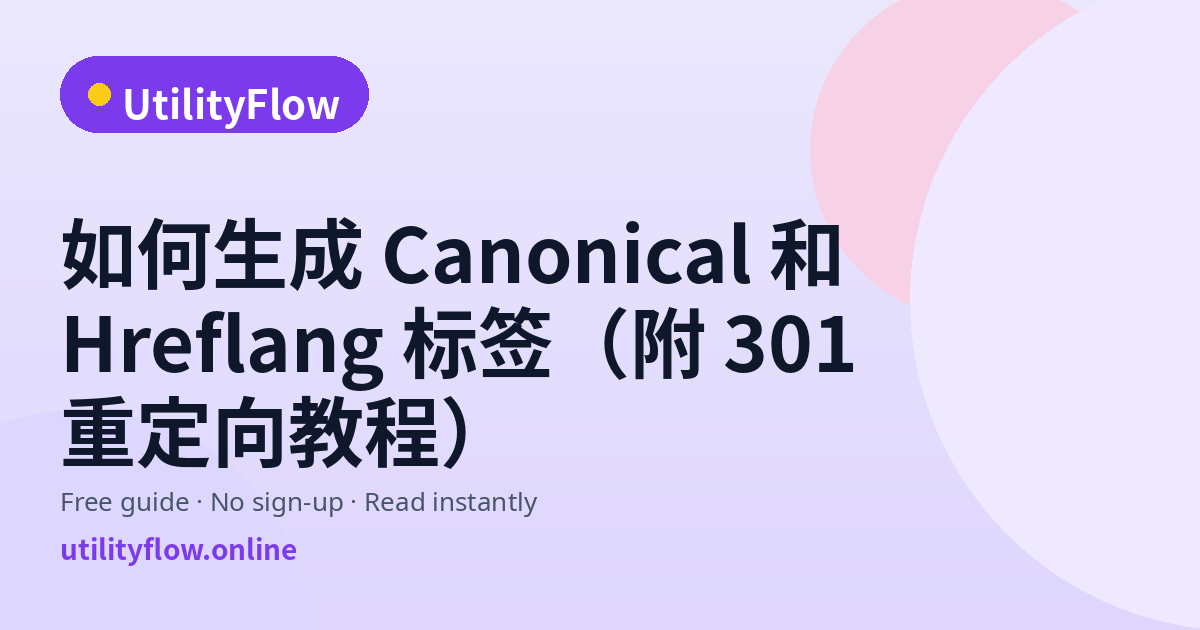 UtilityFlow
如何生成 Canonical 和
Hreflang 标签（附 301
重定向教程）
Free guide · No sign-up · Read instantly
utilityflow.online